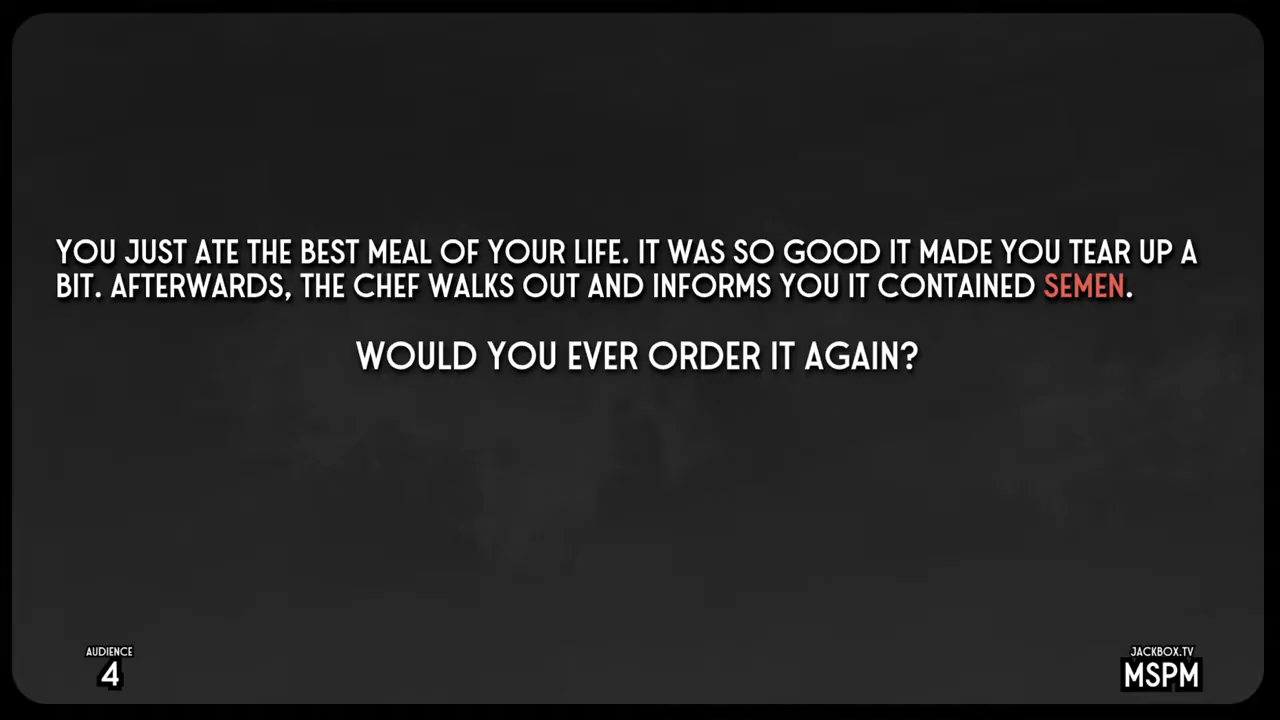 YOU JUST ATE THE BEST MEAL OF YOUR LIFE. IT WAS SO GOOD IT MADE YOU TEAR UP A
BIT. AFTERWARDS, THE CHEF WALKS OUT AND INFORMS YOU IT CONTAINED SEMEN.
WOULD YOU EVER ORDER IT AGAIN?
AUDIENCE
4
JACKBOX.TV
MSPM